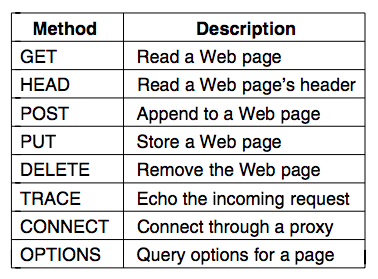 Method Description
GET Read a Web page
HEAD Read a Web page's header
POST Append to a Web page
PUT Store a Web page
DELETE Remove the Web page
TRACE Echo the incoming request
CONNECT Connect through a proxy
OPTIONS Query options for a page